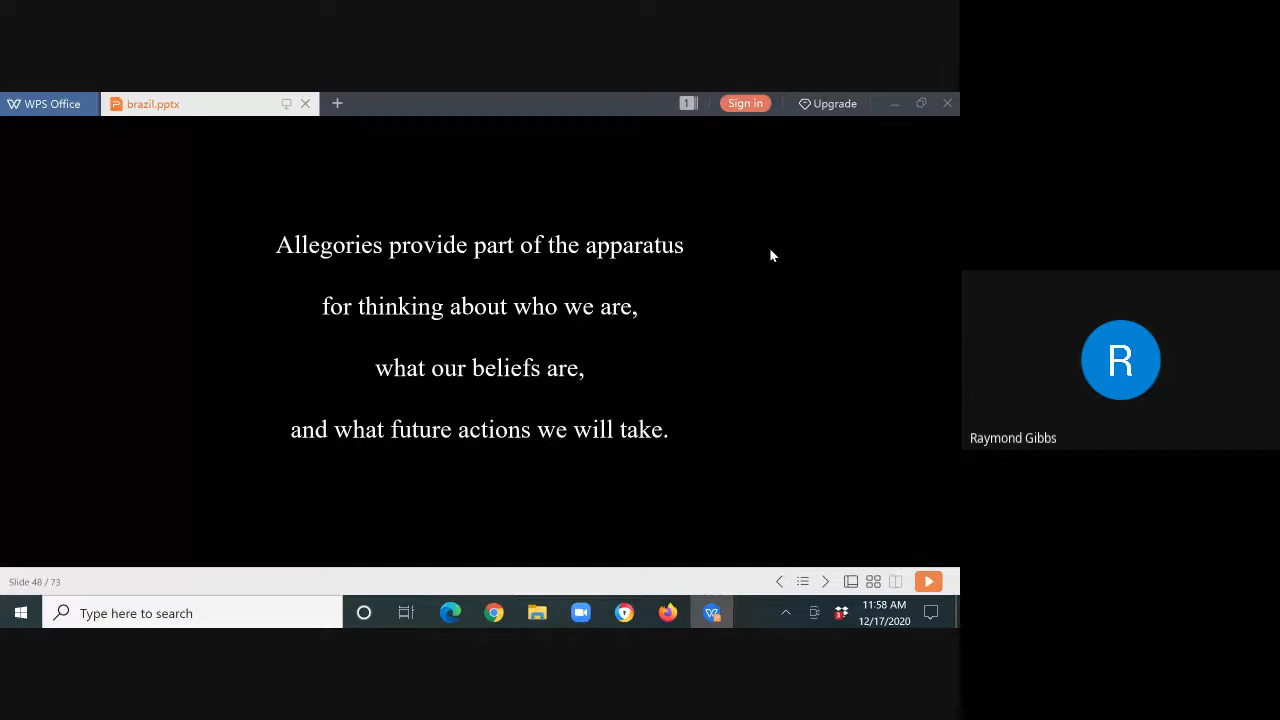 WPS Office
brazil.pptx
1
Sign in
Upgrade
Allegories provide part of the apparatus
for thinking about who we are,
what our beliefs are,
and what future actions we will take.
R
Raymond Gibbs
Slide 48 / 73
Type here to search
11:58 AM
12/17/2020